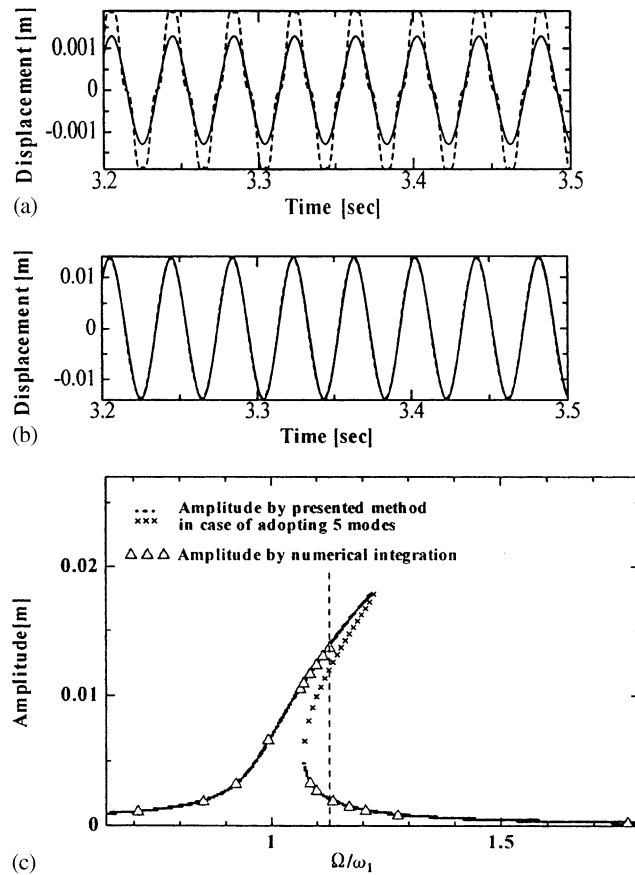 0.001
0
-0.001
Displacement [m]
3.2
3.3
3.4
3.5
Time [sec]
(a)
0.01
0
-0.01
Displacement [m]
3.2
3.3
3.4
3.5
Time [sec]
(b)
Amplitude by presented method
××× in case of adopting 5 modes
△△△ Amplitude by numerical integration
0.02
0.01
0
Amplitude[m]
1
1.5
Ω/ω₁
(c)